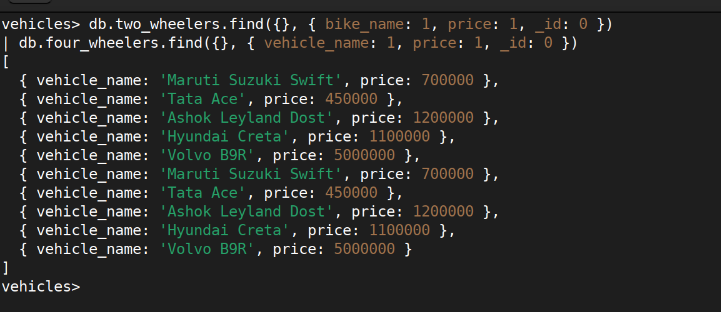 vehicles> db.two_wheelers.find({}, { bike_name: 1, price: 1, _id: 0 })
| db.four_wheelers.find({}, { vehicle_name: 1, price: 1, _id: 0 })
[
  { vehicle_name: 'Maruti Suzuki Swift', price: 700000 },
  { vehicle_name: 'Tata Ace', price: 450000 },
  { vehicle_name: 'Ashok Leyland Dost', price: 1200000 },
  { vehicle_name: 'Hyundai Creta', price: 1100000 },
  { vehicle_name: 'Volvo B9R', price: 5000000 },
  { vehicle_name: 'Maruti Suzuki Swift', price: 700000 },
  { vehicle_name: 'Tata Ace', price: 450000 },
  { vehicle_name: 'Ashok Leyland Dost', price: 1200000 },
  { vehicle_name: 'Hyundai Creta', price: 1100000 },
  { vehicle_name: 'Volvo B9R', price: 5000000 }
]
vehicles>